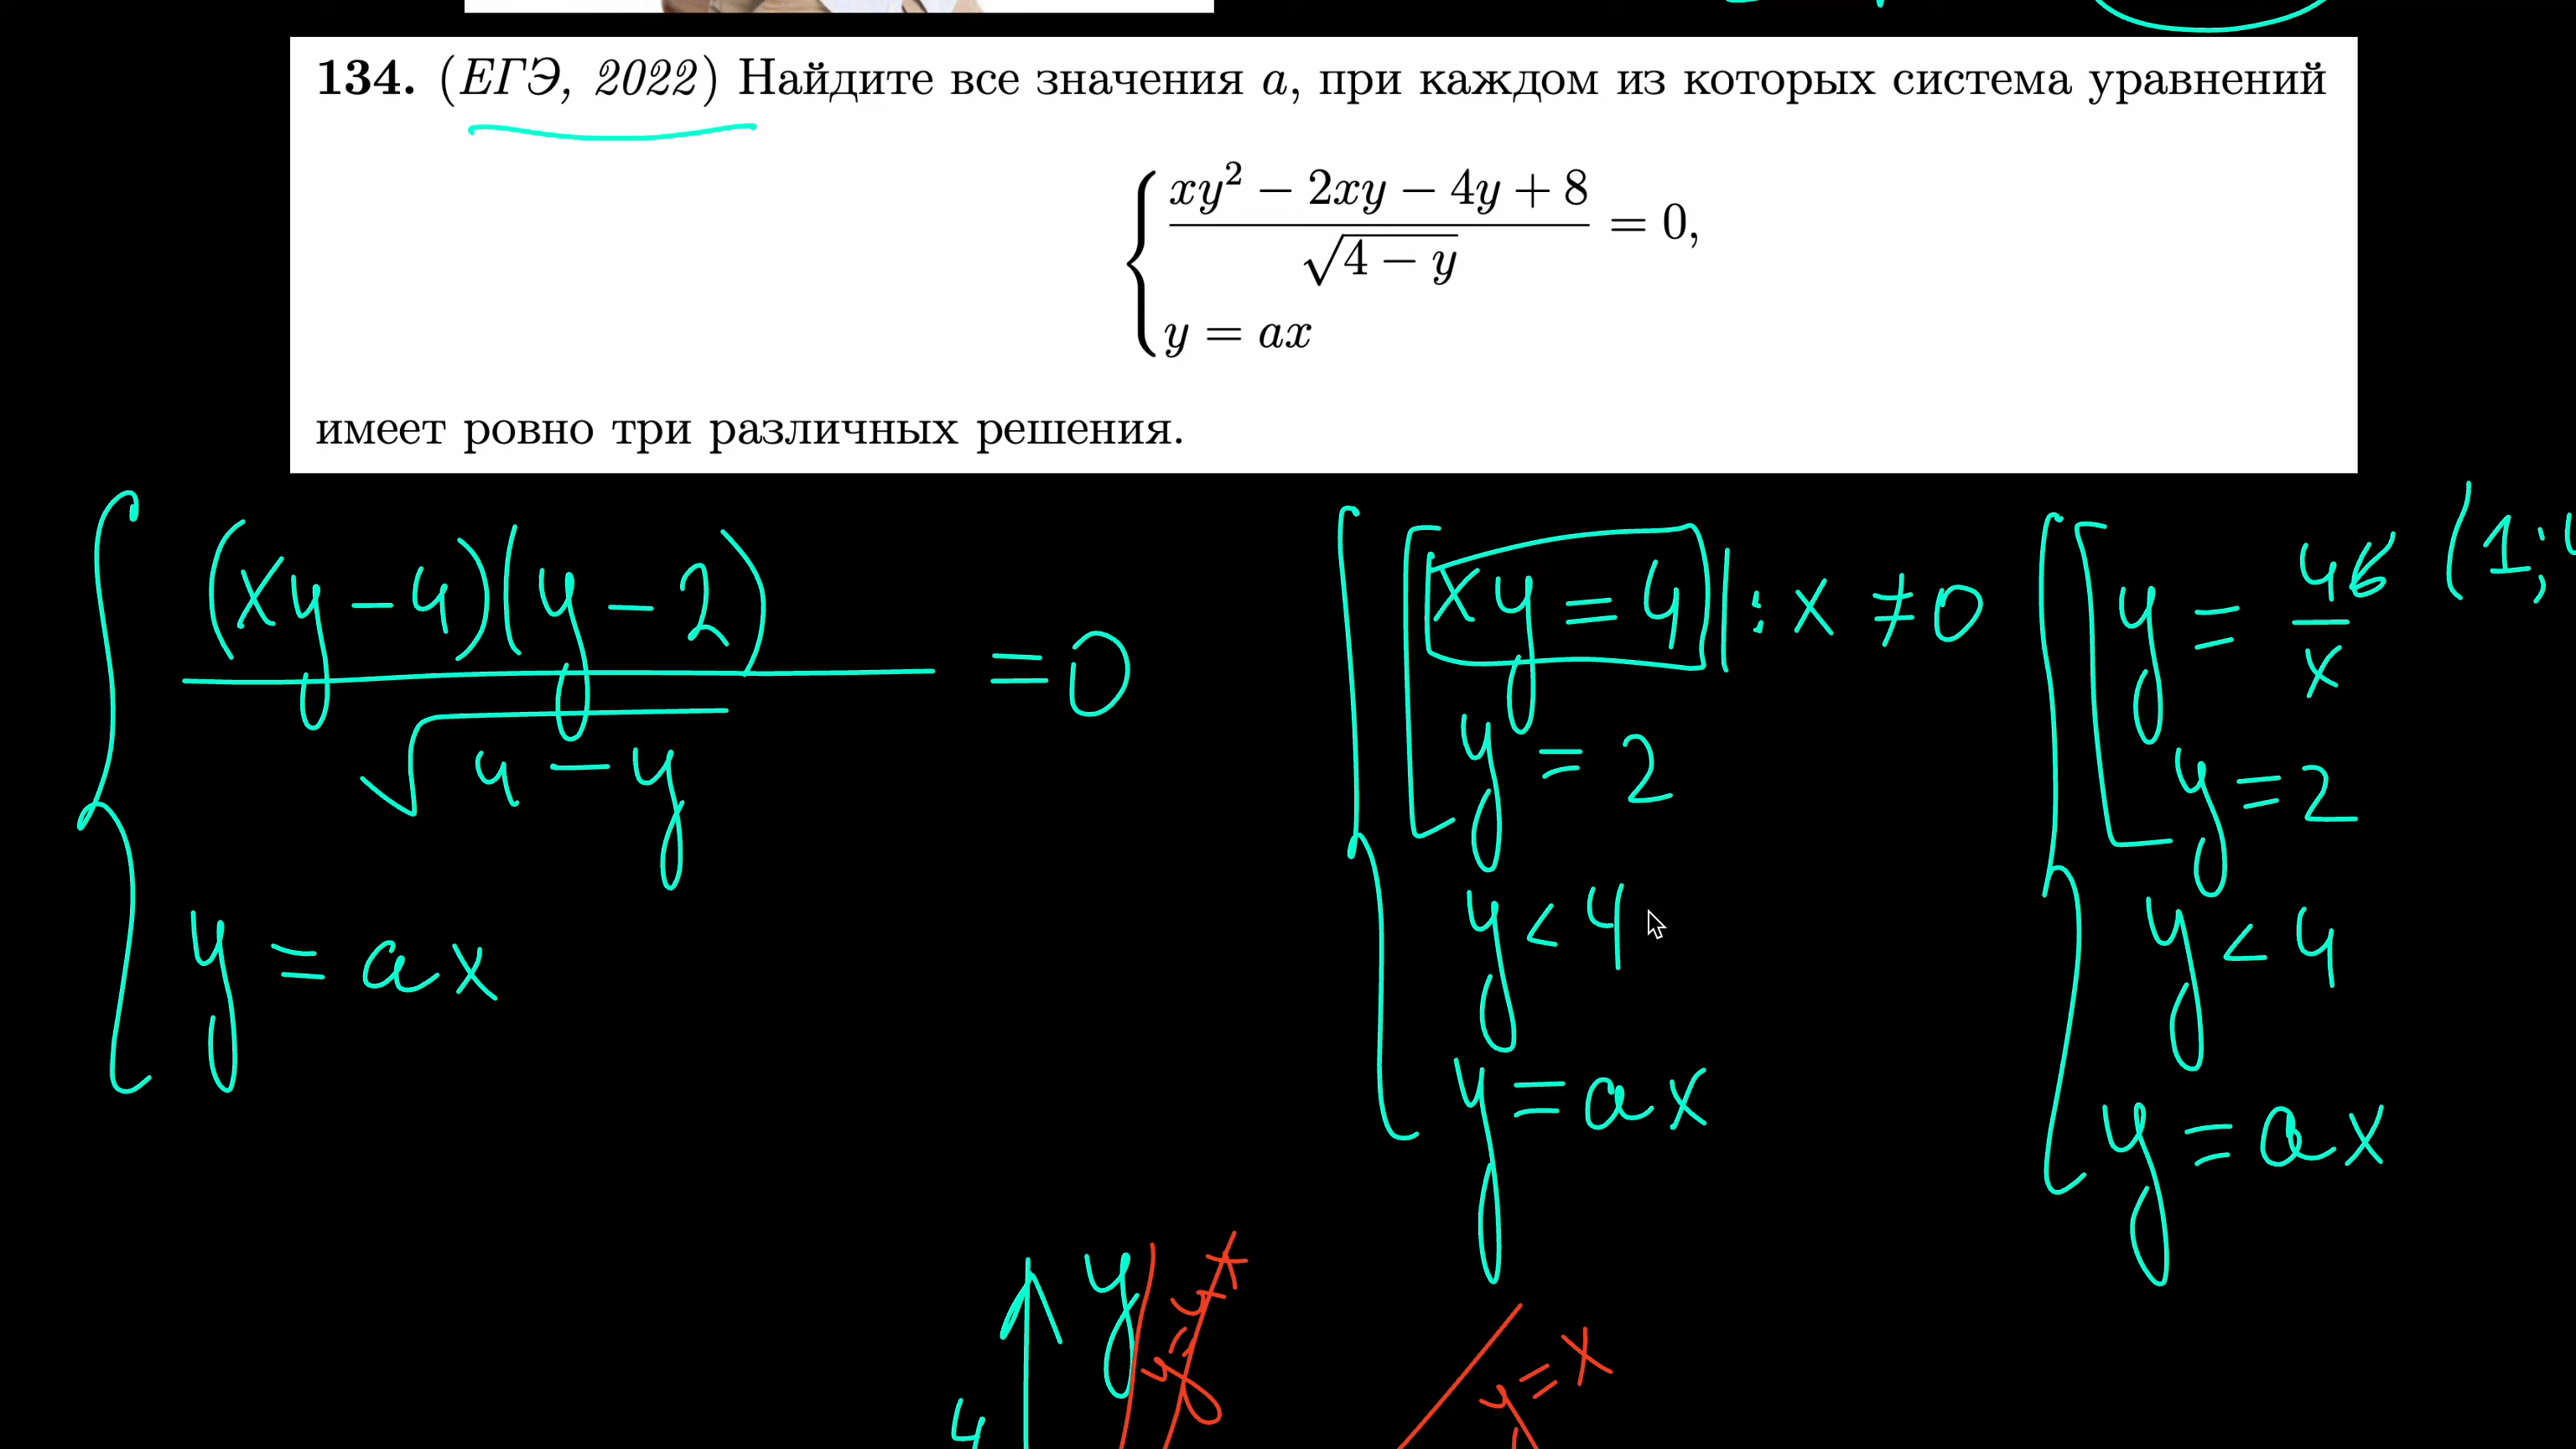 134. (ЕГЭ, 2022) Найдите все значения a, при каждом из которых система уравнений
{ (xy² − 2xy − 4y + 8) / √(4 − y) = 0,
y = ax
имеет ровно три различных решения.
{ (xy − 4)(y − 2) / √(4 − y) = 0
y = ax
{ [ xy = 4 | : x ≠ 0
y = 2
y < 4
y = ax
{ [ y = 4/x
(1;
y = 2
y < 4
y = ax
y
y = 4x
y = x
4